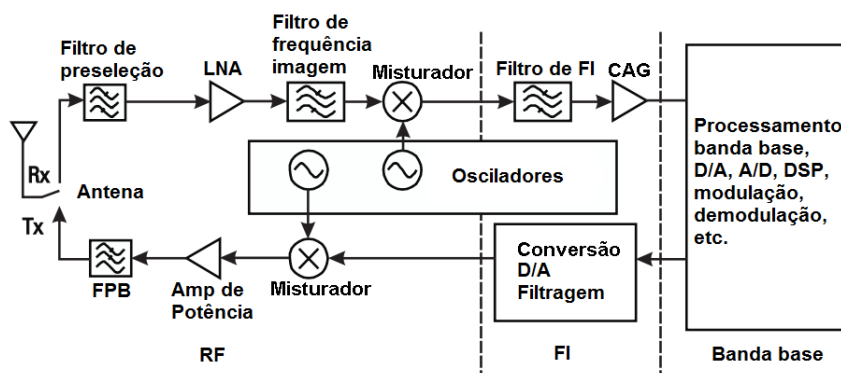 Filtro de
preseleção
LNA
Filtro de
frequência
imagem
Misturador
Filtro de FI
CAG
Processamento
banda base,
D/A, A/D, DSP,
modulação,
demodulação,
etc.
Rx
Antena
Tx
Osciladores
FPB
Amp de
Potência
Misturador
Conversão
D/A
Filtragem
RF
FI
Banda base